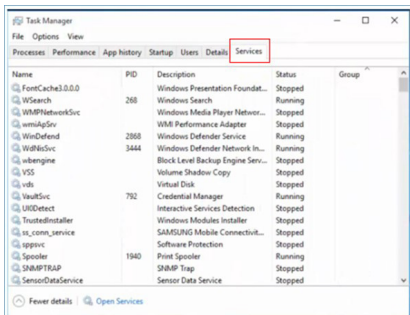 Task Manager
File Options View
Processes Performance App history Startup Users Details Services
Name PID Description Status Group
FontCache3.0.0.0 Windows Presentation Foundat... Stopped
WSearch 268 Windows Search Running
WMPNetworkSvc Windows Media Player Networ... Stopped
wmiApSrv WMI Performance Adapter Stopped
WinDefend 2868 Windows Defender Service Running
WdNisSvc 3444 Windows Defender Network In... Running
wbengine Block Level Backup Engine Serv... Stopped
VSS Volume Shadow Copy Stopped
vds Virtual Disk Stopped
VaultSvc 792 Credential Manager Running
UI0Detect Interactive Services Detection Stopped
TrustedInstaller Windows Modules Installer Stopped
ss_conn_service SAMSUNG Mobile Connectivit... Stopped
sppsvc Software Protection Stopped
Spooler 1940 Print Spooler Running
SNMPTRAP SNMP Trap Stopped
SensorDataService Sensor Data Service Stopped
Fewer details Open Services